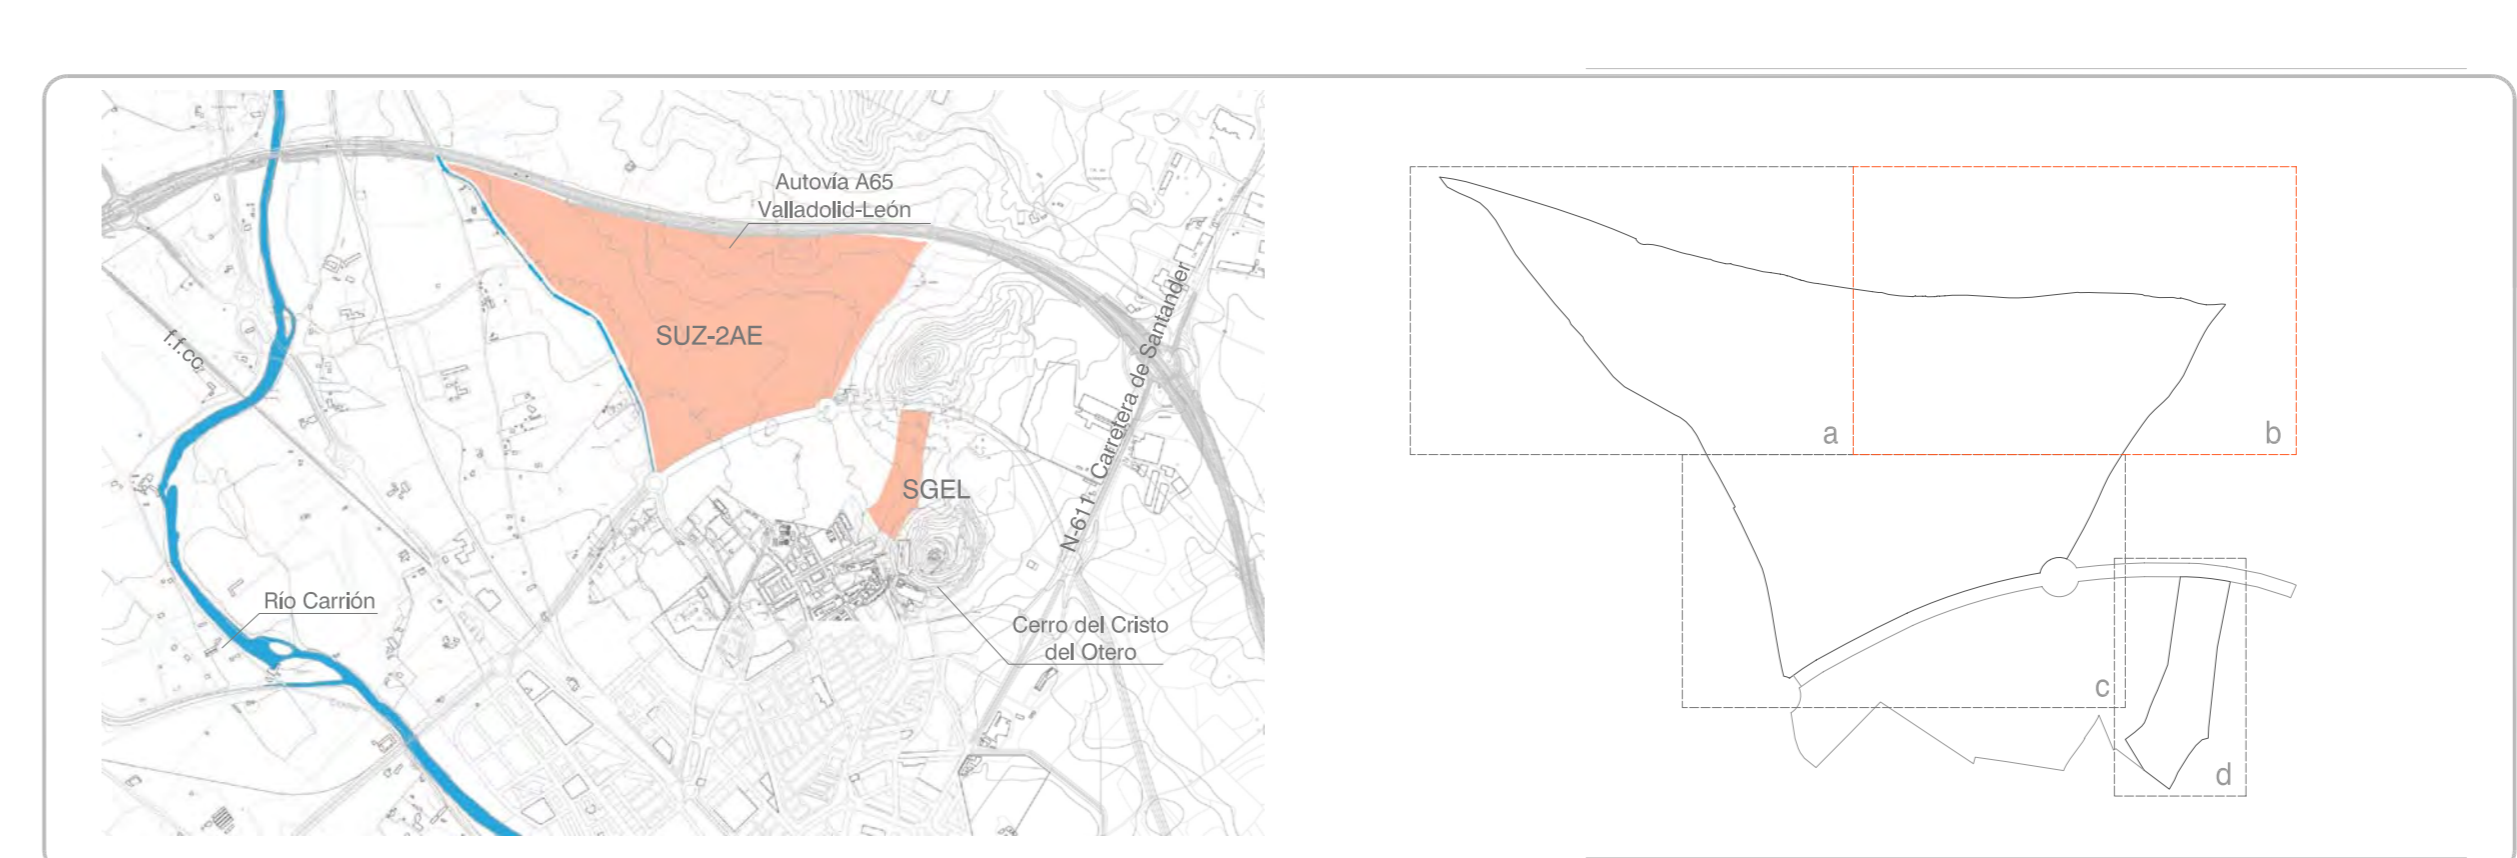 Autovía A65
Valladolid-León
SUZ-2AE
f.f.cc.
SGEL
N-611 Carretera de Santander
Río Carrión
Cerro del Cristo
del Otero
a
b
c
d